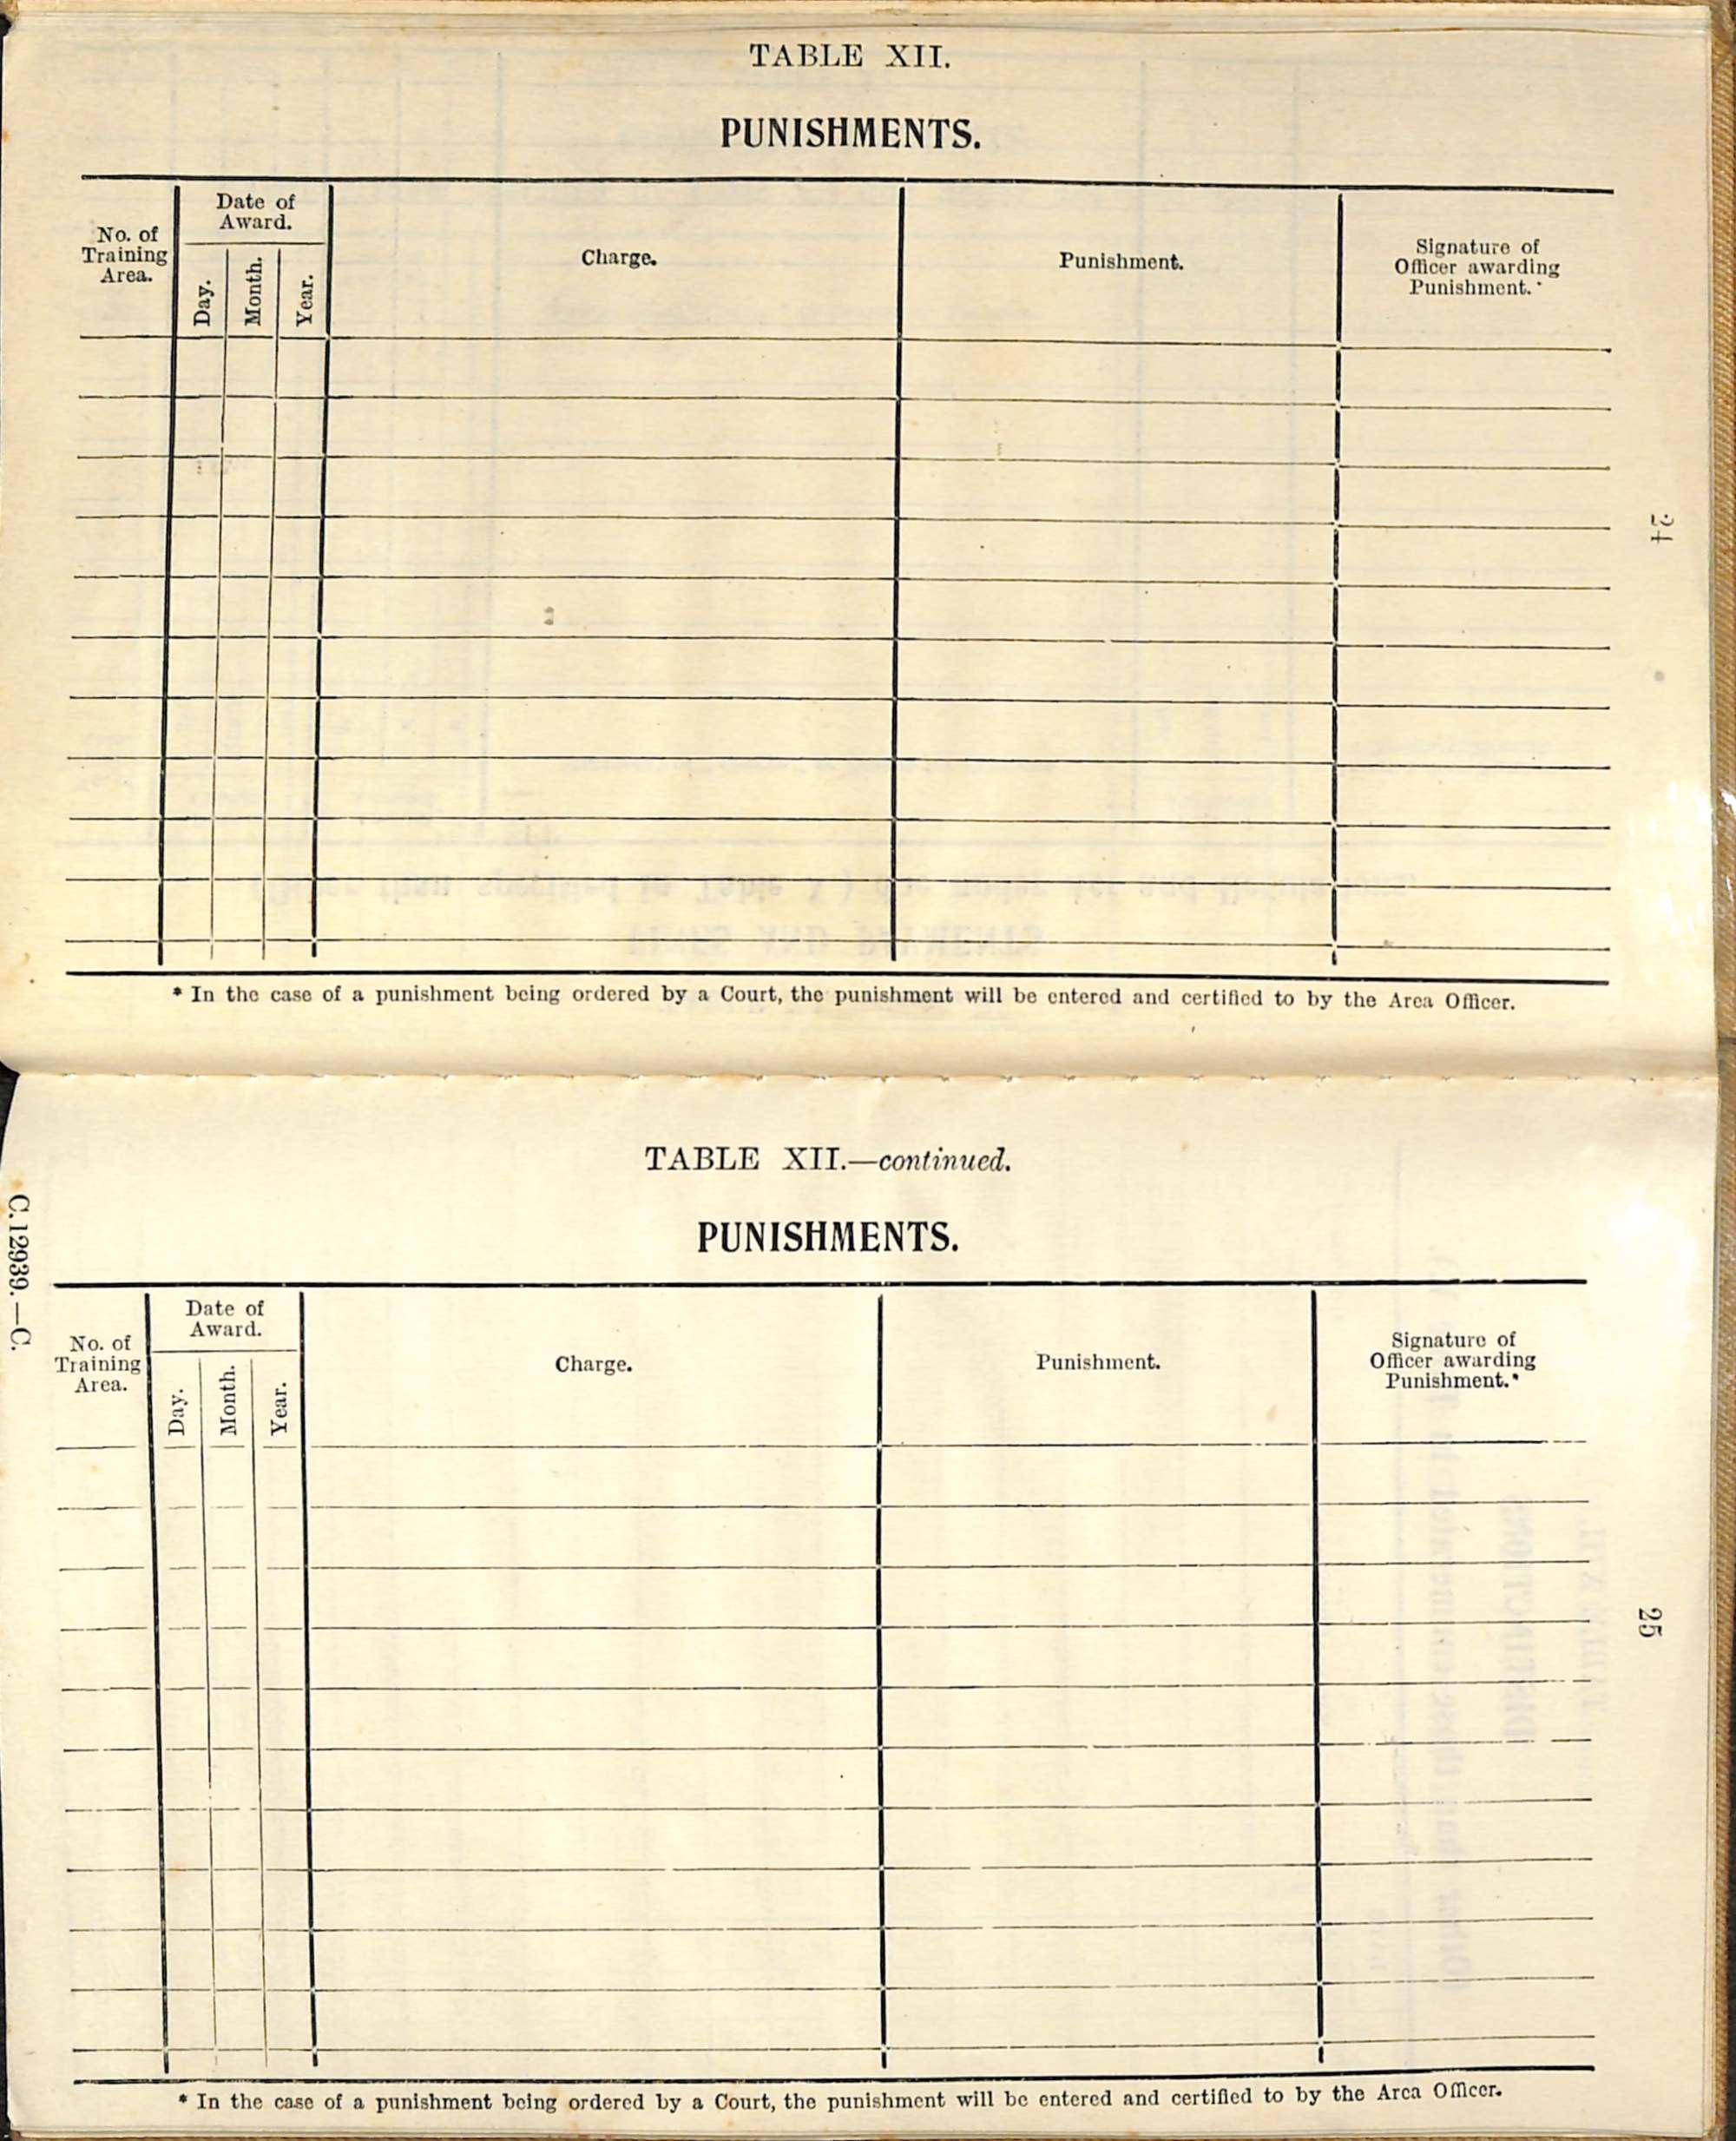 TABLE XII.
PUNISHMENTS.
No. of
Training
Area.
Date of
Award.
Day.
Month.
Year.
Charge.
Punishment.
Signature of
Officer awarding
Punishment.*
24
* In the case of a punishment being ordered by a Court, the punishment will be entered and certified to by the Area Officer.
TABLE XII.—continued.
PUNISHMENTS.
C.12939.—C.
No. of
Training
Area.
Date of
Award.
Day.
Month.
Year.
Charge.
Punishment.
Signature of
Officer awarding
Punishment.*
25
* In the case of a punishment being ordered by a Court, the punishment will be entered and certified to by the Area Officer.